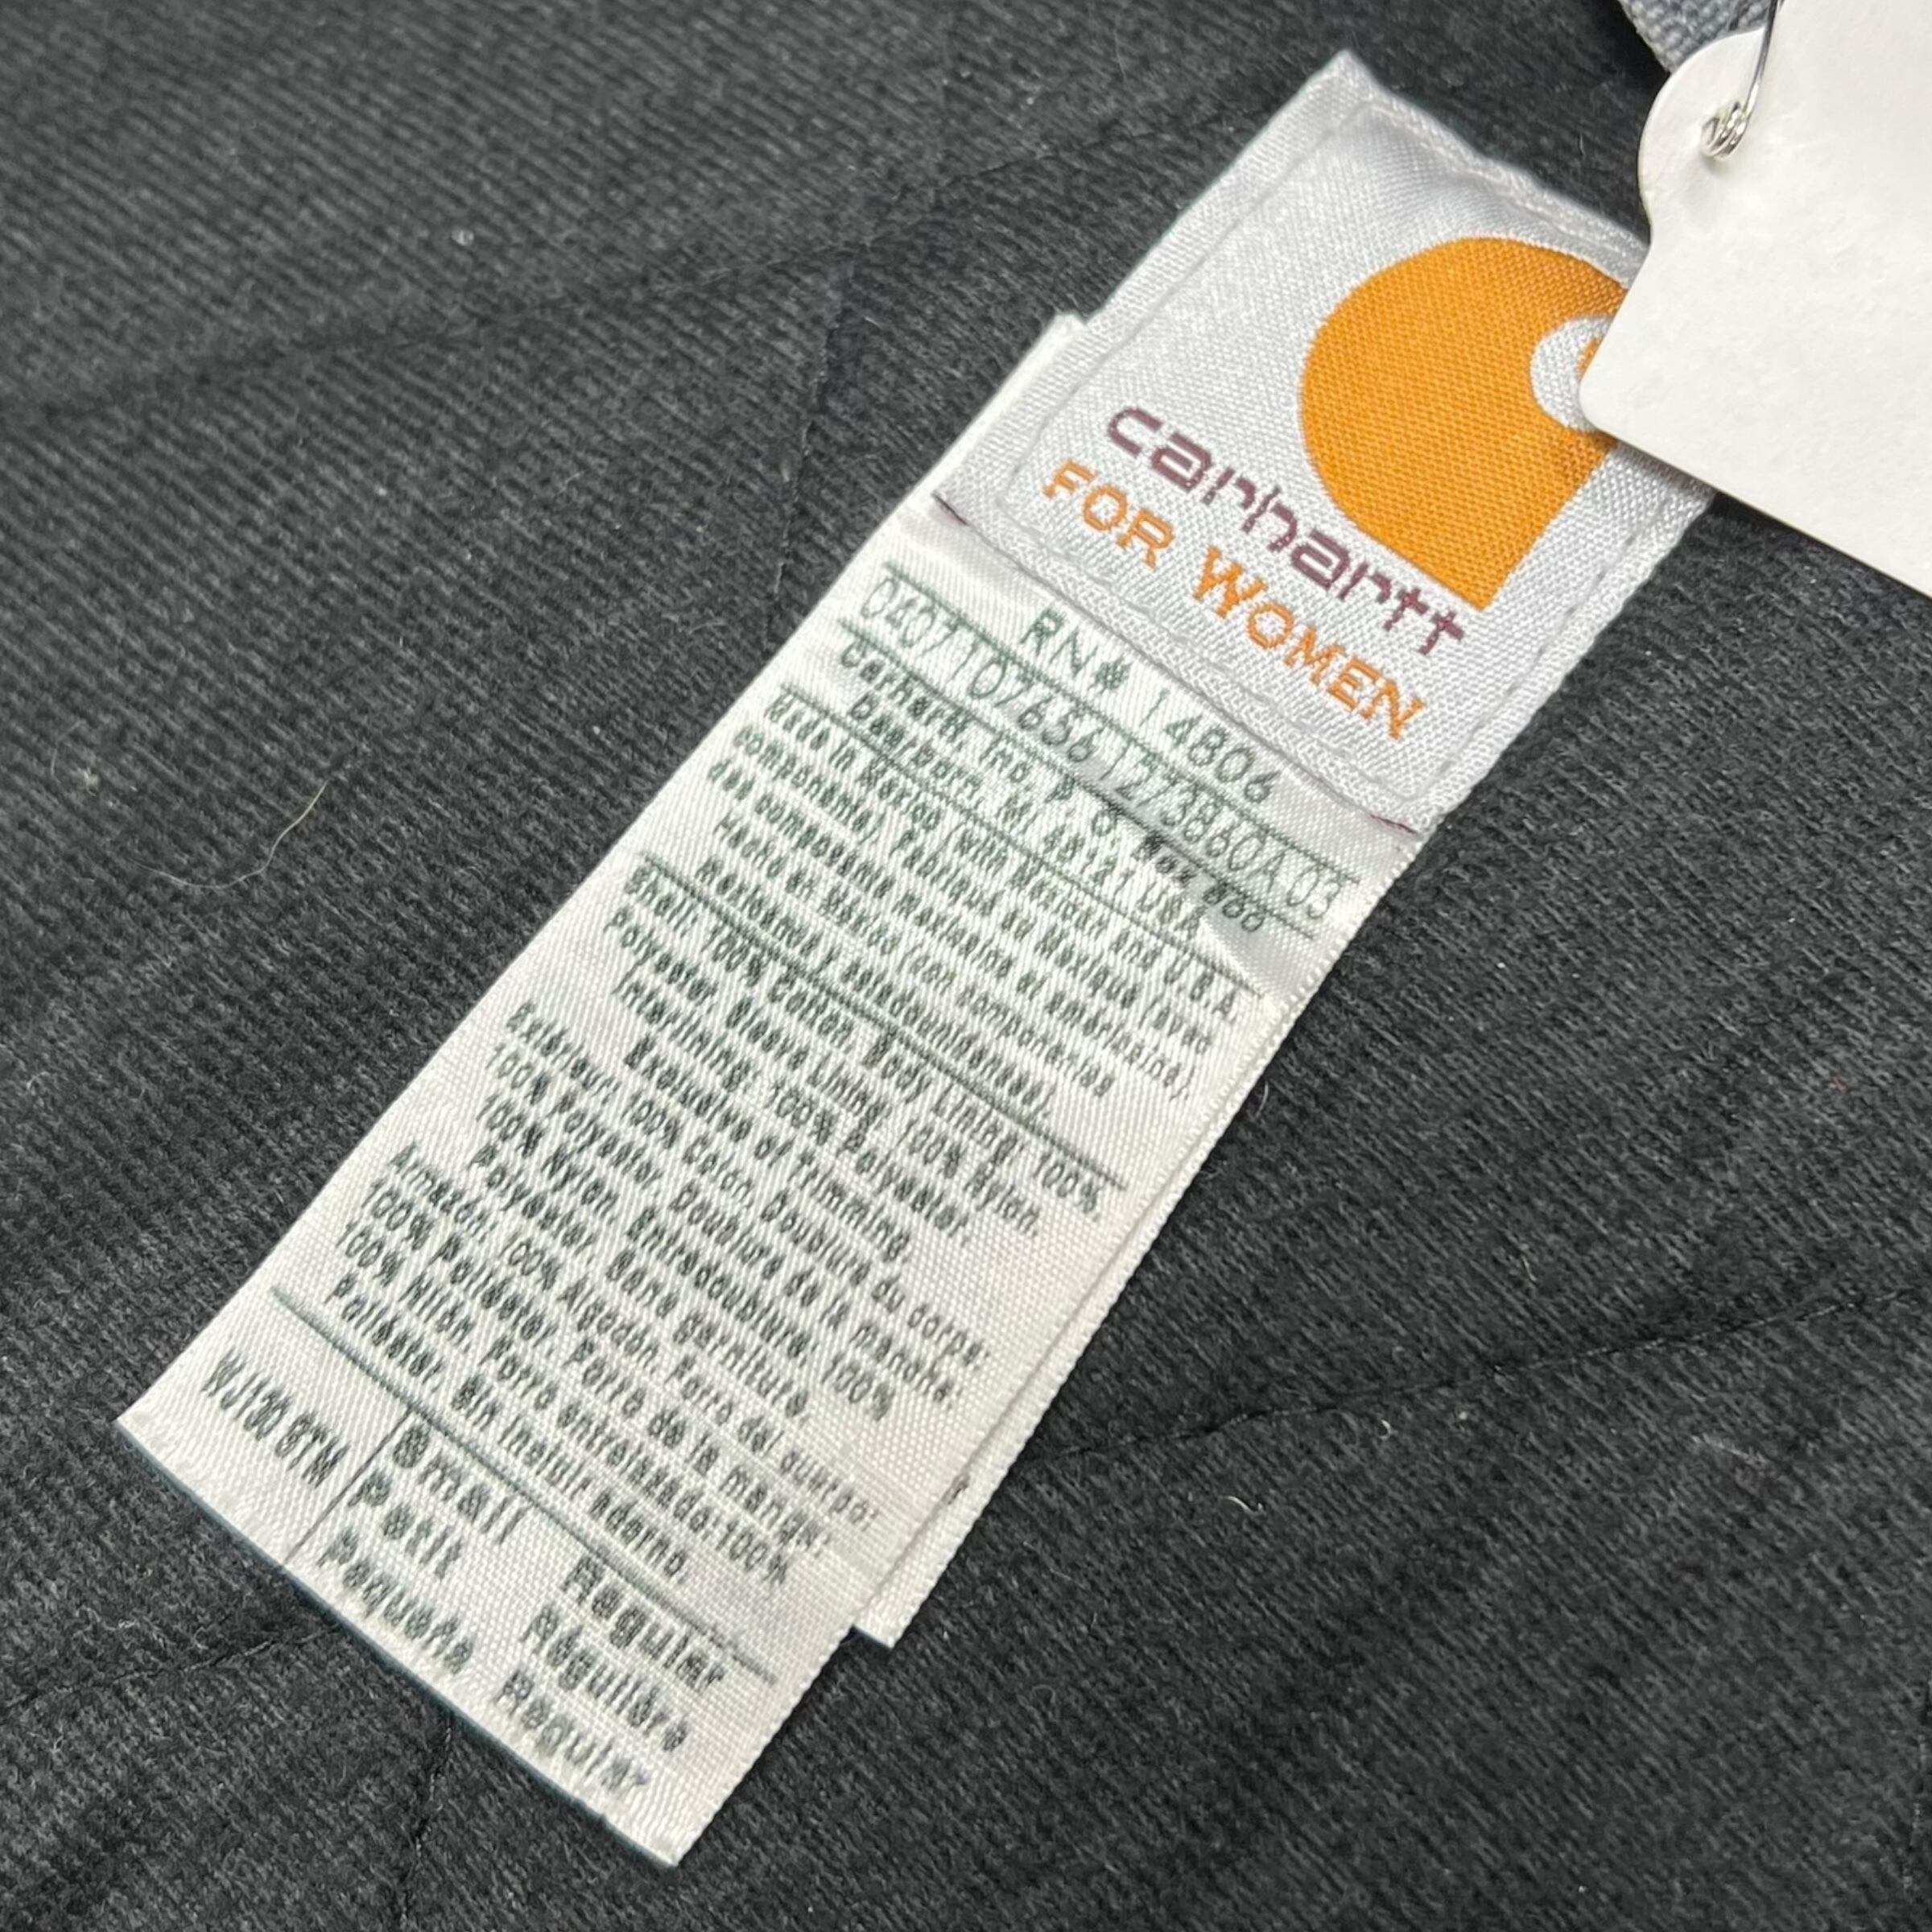 carhartt
FOR WOMEN
RN# 14806
040710765612273860A03
Carhartt, Inc. P. O. Box 600
Dearborn, MI 48121 USA
Made in Mexico (with Mexican and U.S.A.
components) Fabriqué au Mexique (avec
des composants Mexicains et américains).
Hecho en México (con componentes
Mexicanos y estadounidenses).
Shell: 100% Cotton. Body Lining: 100%
Polyester. Sleeve Lining: 100% Nylon.
Interlining: 100% Polyester
Exclusive of Trimming
Extérieur: 100% Coton. Doublure du corps:
100% Polyester. Doublure de la manche:
100% Nylon. Entredoublure: 100%
Polyester. Sans garniture.
Armazón: 100% Algodón. Forro del cuerpo:
100% Poliéster. Forro de la manga:
100% Nilón. Forro entrelazado: 100%
Poliéster. Sin incluir adorno
WJ130 STN
Small Regular
Petit Régulière
Pequeño Regular